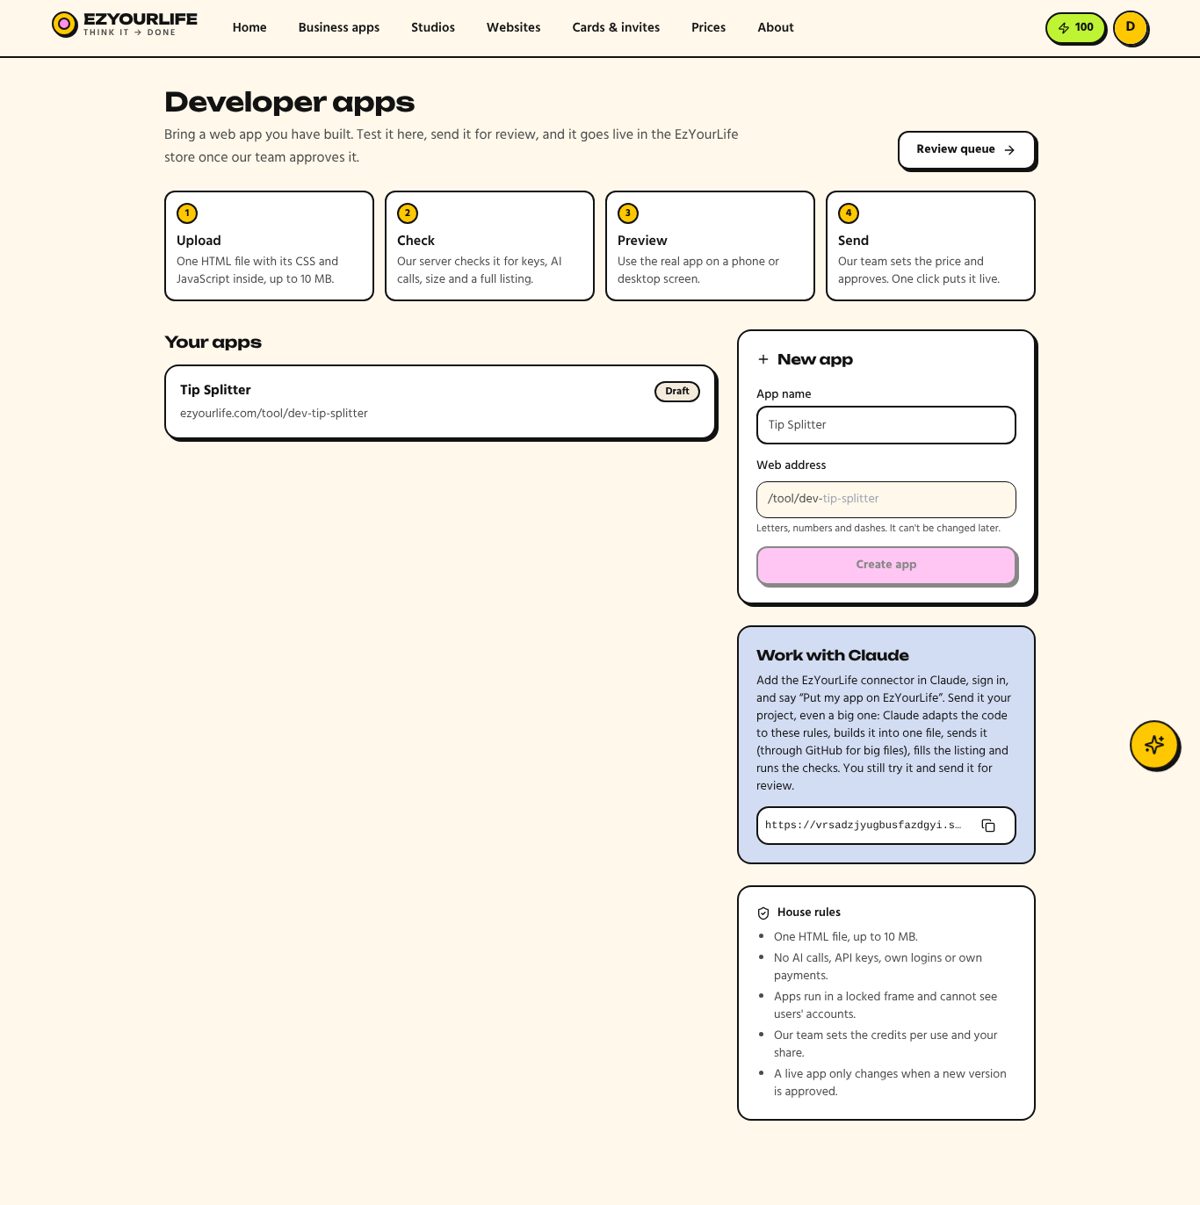 EZYOURLIFE
THINK IT → DONE
Home
Business apps
Studios
Websites
Cards & invites
Prices
About
100
D
Developer apps
Bring a web app you have built. Test it here, send it for review, and it goes live in the EzYourLife
store once our team approves it.
Review queue →
1
Upload
One HTML file with its CSS and
JavaScript inside, up to 10 MB.
2
Check
Our server checks it for keys, AI
calls, size and a full listing.
3
Preview
Use the real app on a phone or
desktop screen.
4
Send
Our team sets the price and
approves. One click puts it live.
Your apps
Tip Splitter
Draft
ezyourlife.com/tool/dev-tip-splitter
+ New app
App name
Tip Splitter
Web address
/tool/dev-tip-splitter
Letters, numbers and dashes. It can't be changed later.
Create app
Work with Claude
Add the EzYourLife connector in Claude, sign in,
and say “Put my app on EzYourLife”. Send it your
project, even a big one: Claude adapts the code
to these rules, builds it into one file, sends it
(through GitHub for big files), fills the listing and
runs the checks. You still try it and send it for
review.
https://vrsadzjyugbusfazdgyi.s…
House rules
• One HTML file, up to 10 MB.
• No AI calls, API keys, own logins or own
payments.
• Apps run in a locked frame and cannot see
users' accounts.
• Our team sets the credits per use and your
share.
• A live app only changes when a new version
is approved.